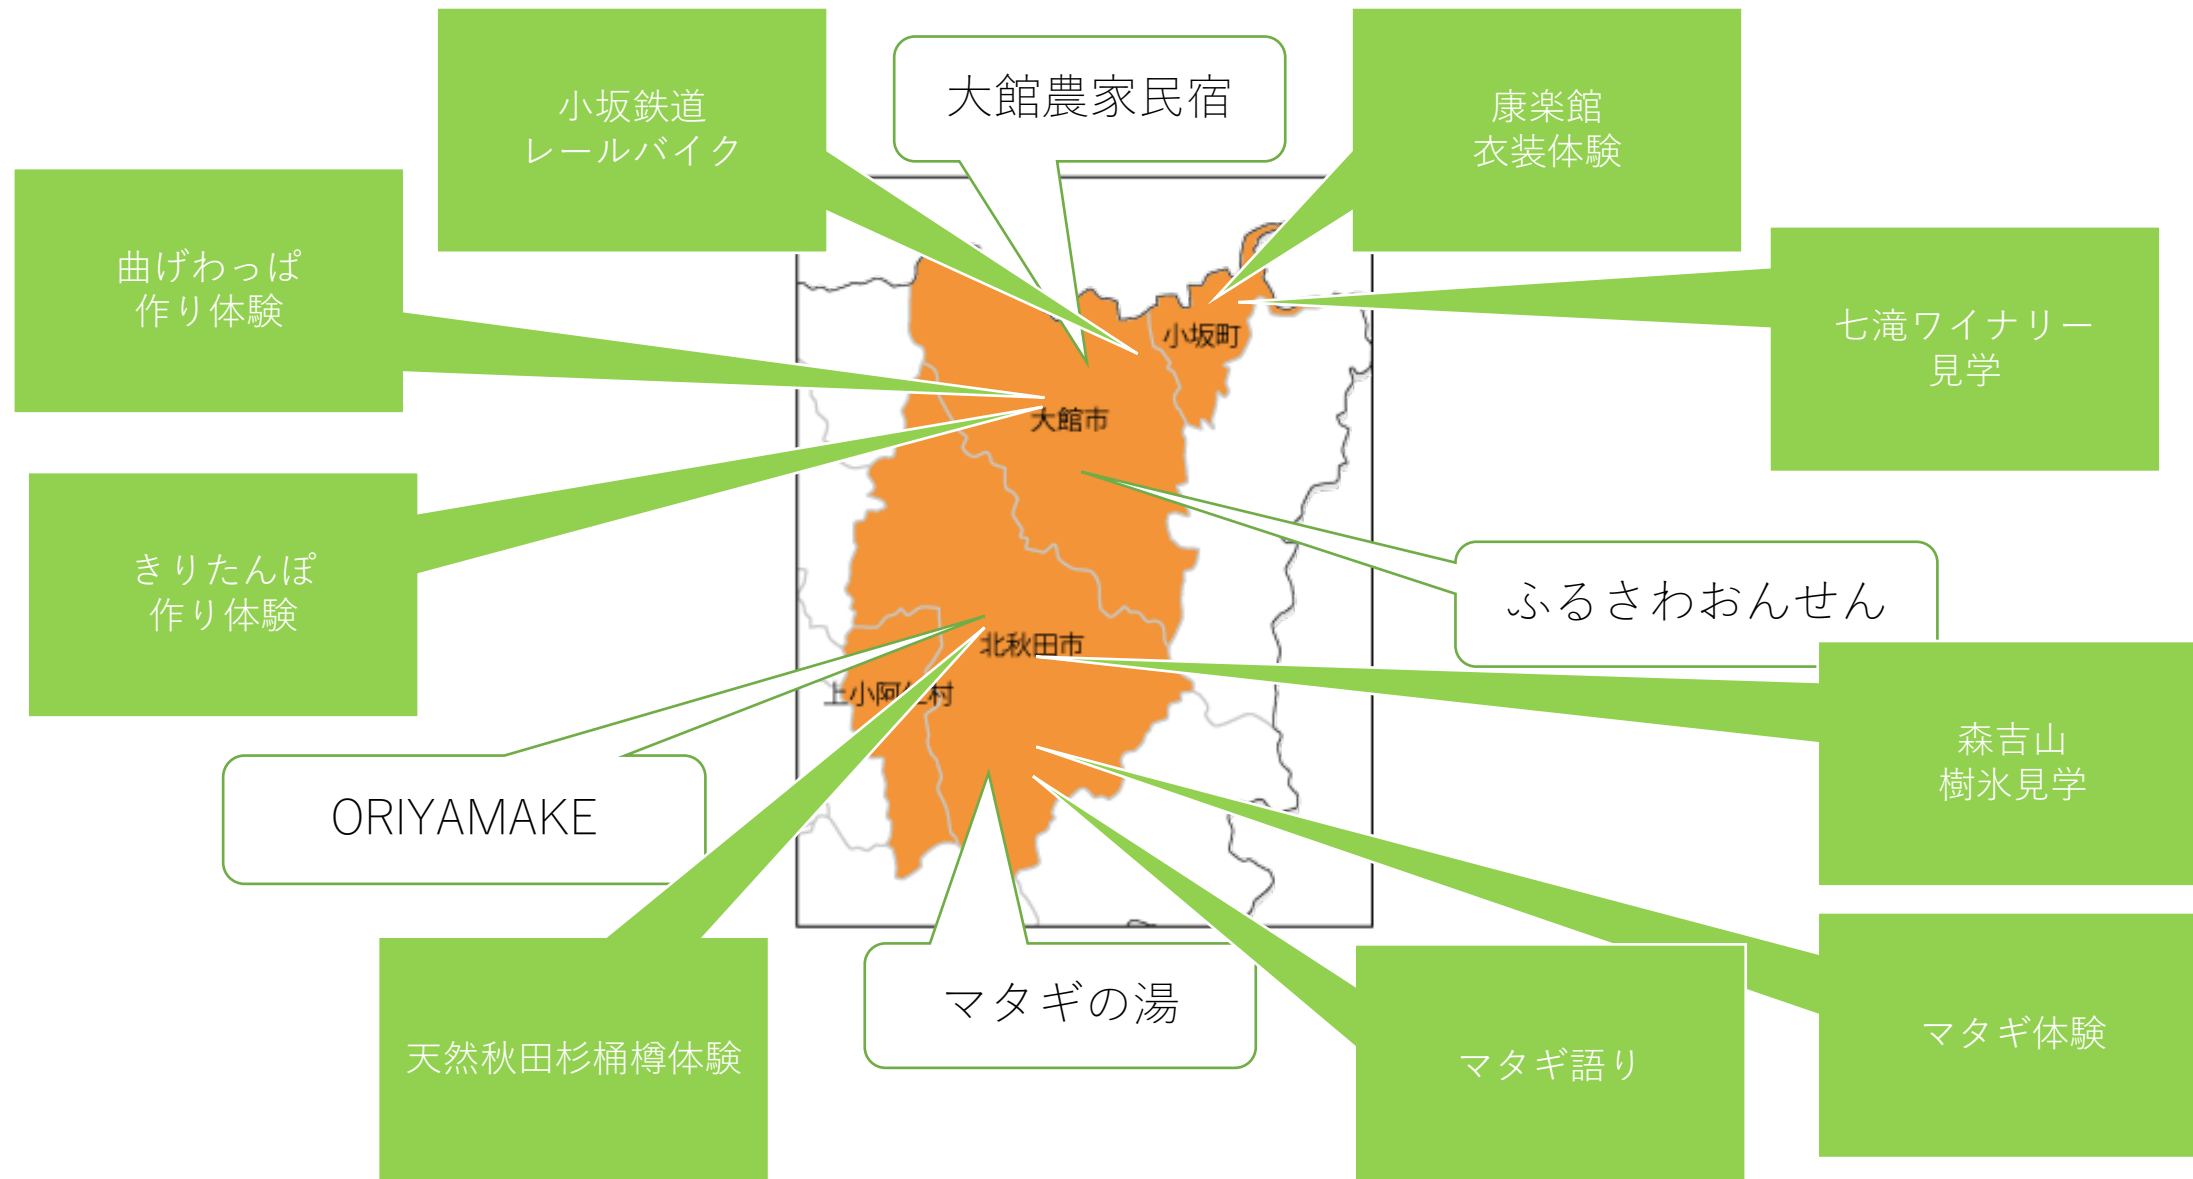 小坂鉄道
レールバイク
大館農家民宿
康楽館
衣装体験
曲げわっぱ
作り体験
七滝ワイナリー
見学
小坂町
大館市
きりたんぽ
作り体験
ふるさわおんせん
北秋田市
上小阿仁村
森吉山
樹氷見学
ORIYAMAKE
マタギの湯
天然秋田杉桶樽体験
マタギ語り
マタギ体験